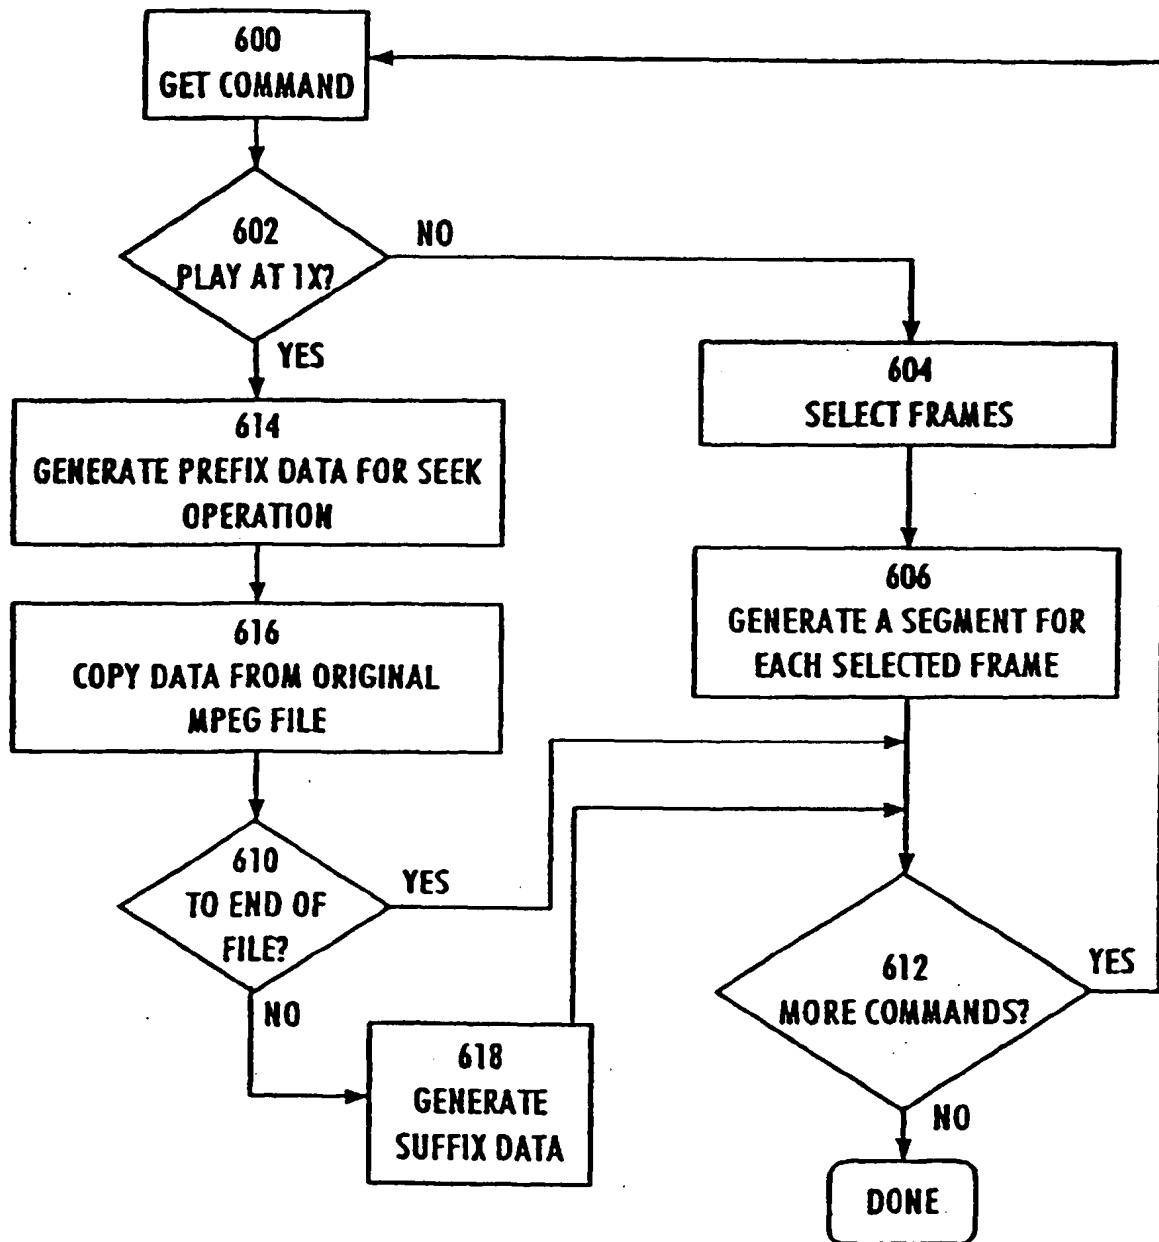 600
GET COMMAND
602
PLAY AT 1X?
NO
YES
604
SELECT FRAMES
614
GENERATE PREFIX DATA FOR SEEK
OPERATION
606
GENERATE A SEGMENT FOR
EACH SELECTED FRAME
616
COPY DATA FROM ORIGINAL
MPEG FILE
610
TO END OF
FILE?
YES
NO
612
MORE COMMANDS?
YES
NO
618
GENERATE
SUFFIX DATA
DONE